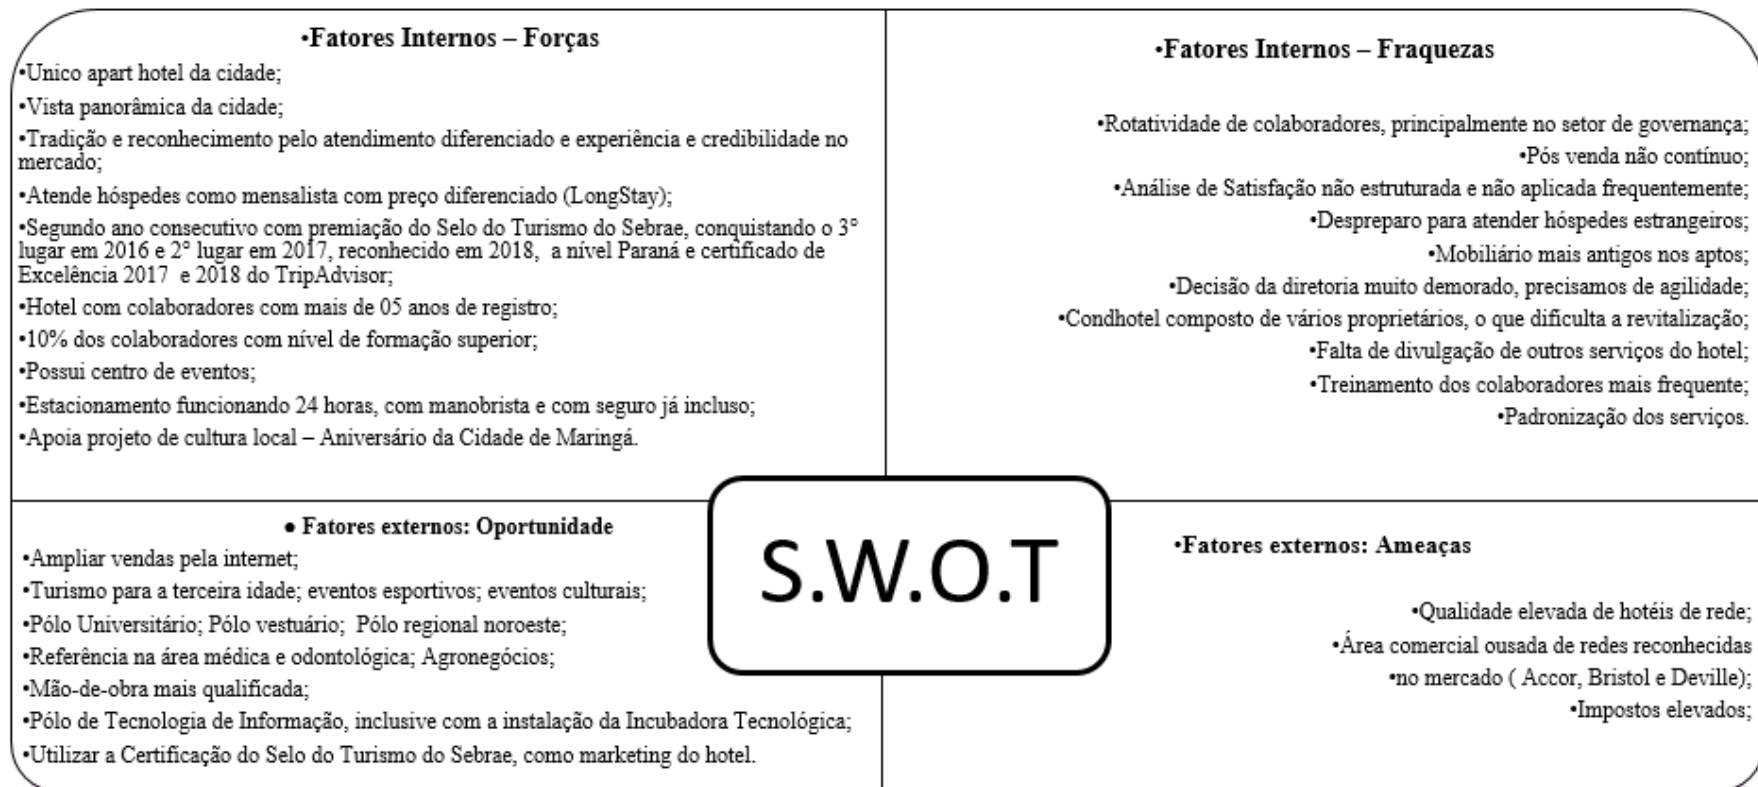 •Fatores Internos – Forças
•Unico apart hotel da cidade;
•Vista panorâmica da cidade;
•Tradição e reconhecimento pelo atendimento diferenciado e experiência e credibilidade no
mercado;
•Atende hóspedes como mensalista com preço diferenciado (LongStay);
•Segundo ano consecutivo com premiação do Selo do Turismo do Sebrae, conquistando o 3°
lugar em 2016 e 2° lugar em 2017, reconhecido em 2018, a nível Paraná e certificado de
Excelência 2017 e 2018 do TripAdvisor;
•Hotel com colaboradores com mais de 05 anos de registro;
•10% dos colaboradores com nível de formação superior;
•Possui centro de eventos;
•Estacionamento funcionando 24 horas, com manobrista e com seguro já incluso;
•Apoia projeto de cultura local – Aniversário da Cidade de Maringá.
•Fatores Internos – Fraquezas
•Rotatividade de colaboradores, principalmente no setor de governança;
•Pós venda não contínuo;
•Análise de Satisfação não estruturada e não aplicada frequentemente;
•Despreparo para atender hóspedes estrangeiros;
•Mobiliário mais antigos nos aptos;
•Decisão da diretoria muito demorado, precisamos de agilidade;
•Condhotel composto de vários proprietários, o que dificulta a revitalização;
•Falta de divulgação de outros serviços do hotel;
•Treinamento dos colaboradores mais frequente;
•Padronização dos serviços.
S.W.O.T
● Fatores externos: Oportunidade
•Ampliar vendas pela internet;
•Turismo para a terceira idade; eventos esportivos; eventos culturais;
•Pólo Universitário; Pólo vestuário; Pólo regional noroeste;
•Referência na área médica e odontológica; Agronegócios;
•Mão-de-obra mais qualificada;
•Pólo de Tecnologia de Informação, inclusive com a instalação da Incubadora Tecnológica;
•Utilizar a Certificação do Selo do Turismo do Sebrae, como marketing do hotel.
•Fatores externos: Ameaças
•Qualidade elevada de hotéis de rede;
•Área comercial ousada de redes reconhecidas
•no mercado ( Accor, Bristol e Deville);
•Impostos elevados;